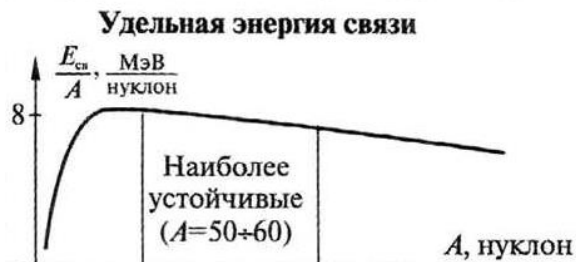 Удельная энергия связи
Eсв/A, МэВ/нуклон
8
Наиболее
устойчивые
(A=50÷60)
A, нуклон